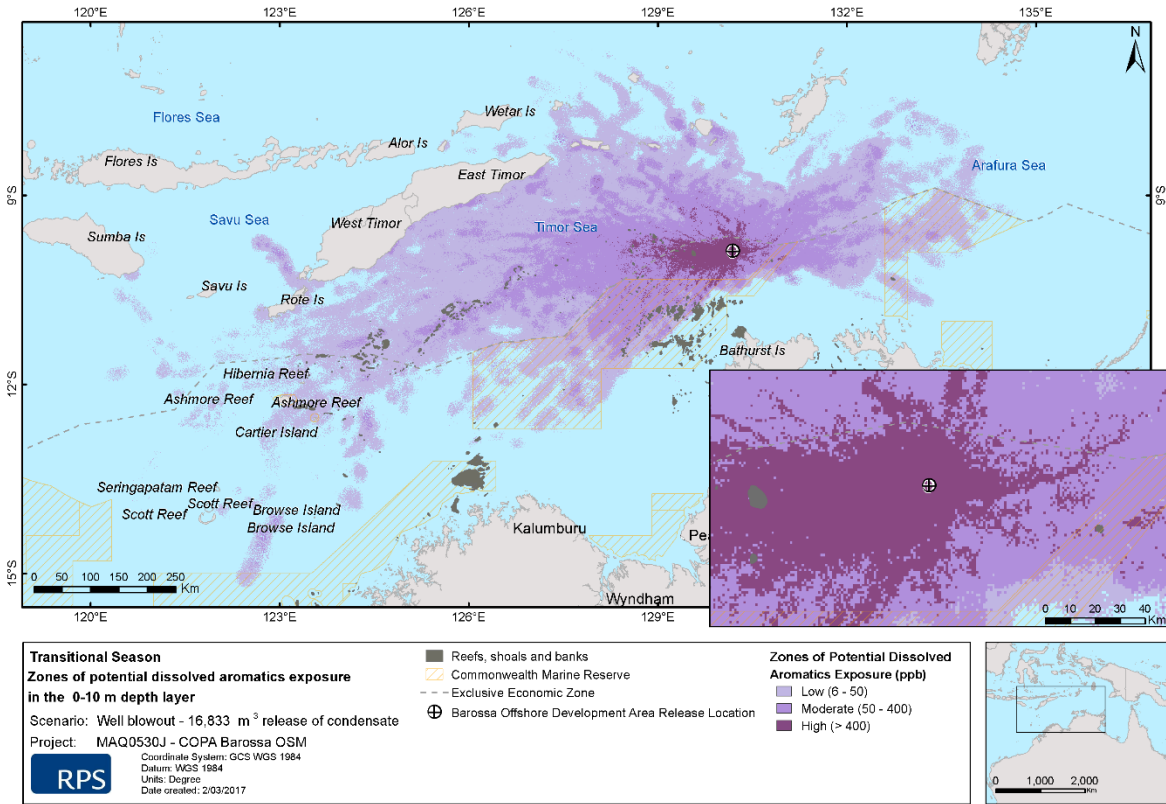 120°E 123°E 126°E 129°E 132°E 135°E
N
Wetar Is
Flores Sea
Alor Is
Flores Is
East Timor
Arafura Sea
9°S 9°S
West Timor
Savu Sea
Timor Sea
Sumba Is
Savu Is
Rote Is
Bathurst Is
Hibernia Reef
12°S
Ashmore Reef Ashmore Reef
Cartier Island
Seringapatam Reef
Scott Reef
Scott Reef Browse Island
Browse Island
Kalumburu
Pea
15°S
0 50 100 150 200 250
Km
Wyndham
0 10 20 30 40
Km
120°E 123°E 126°E 129°E
Transitional Season
Zones of potential dissolved aromatics exposure
in the 0-10 m depth layer
Scenario: Well blowout - 16,833 m³ release of condensate
Project: MAQ0530J - COPA Barossa OSM
RPS
Coordinate System: GCS WGS 1984
Datum: WGS 1984
Units: Degree
Date created: 2/03/2017
Reefs, shoals and banks
Commonwealth Marine Reserve
Exclusive Economic Zone
Barossa Offshore Development Area Release Location
Zones of Potential Dissolved
Aromatics Exposure (ppb)
Low (6 - 50)
Moderate (50 - 400)
High (> 400)
0 1,000 2,000
Km